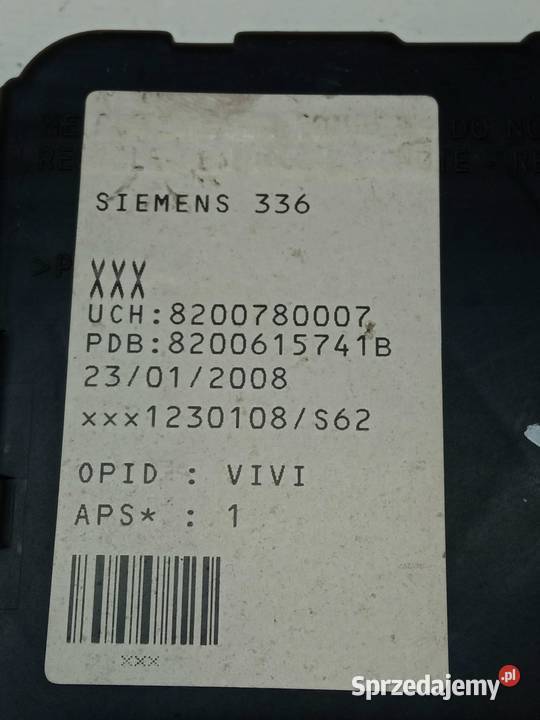 SIEMENS 336
XXX
UCH:8200780007
PDB:8200615741B
23/01/2008
xxx1230108/S62
OPID : VIVI
APS* : 1
xxx
Sprzedajemy.pl